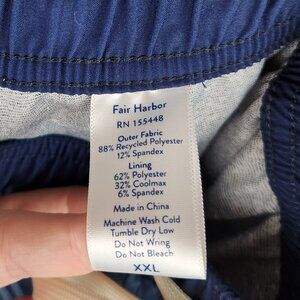 Fair Harbor
RN 155448
Outer Fabric
88% Recycled Polyester
12% Spandex
Lining
62% Polyester
32% Coolmax
6% Spandex
Made in China
Machine Wash Cold
Tumble Dry Low
Do Not Wring
Do Not Bleach
XXL